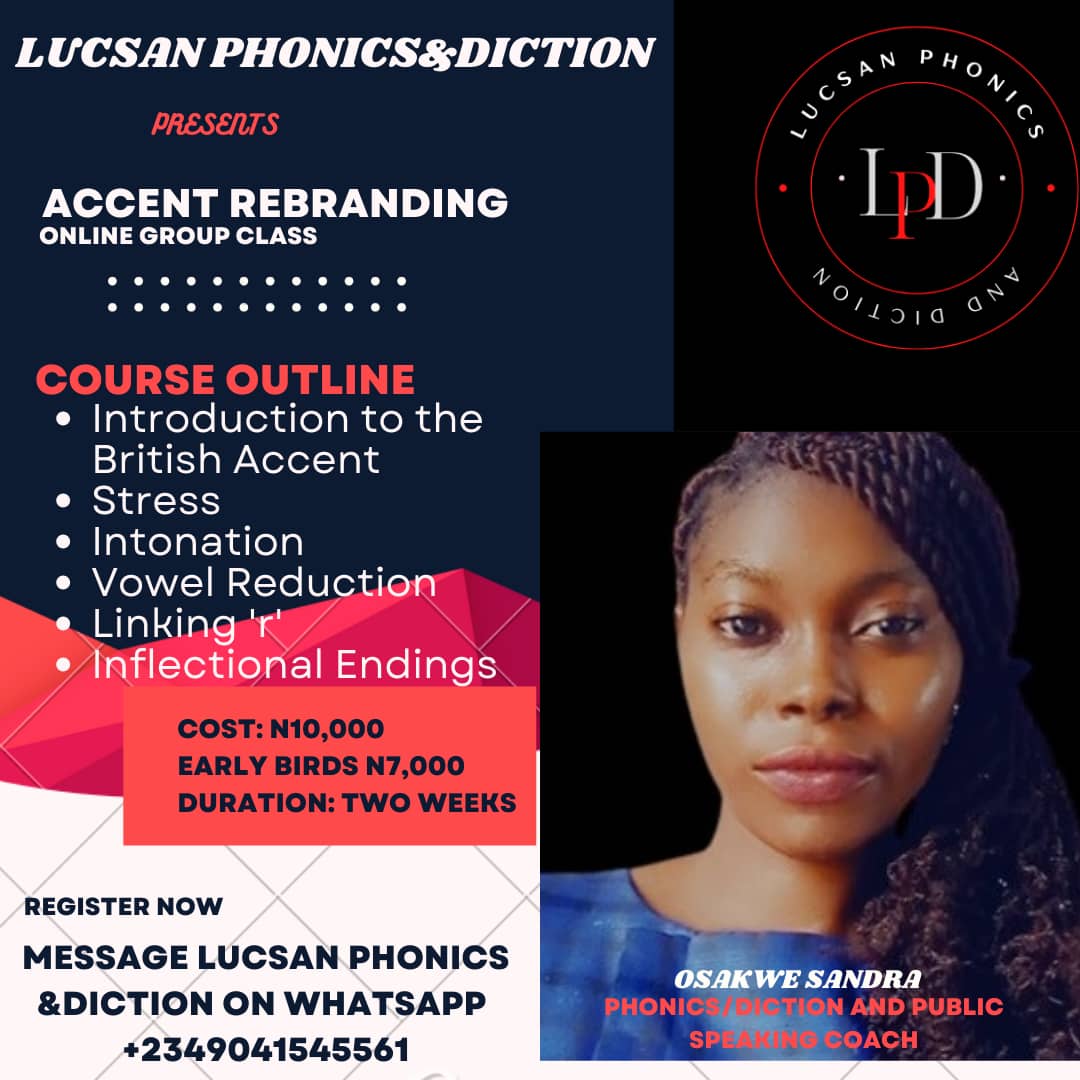 LUCSAN PHONICS&DICTION
PRESENTS
ACCENT REBRANDING
ONLINE GROUP CLASS
COURSE OUTLINE
• Introduction to the
British Accent
• Stress
• Intonation
• Vowel Reduction
• Linking 'r'
• Inflectional Endings
COST: N10,000
EARLY BIRDS N7,000
DURATION: TWO WEEKS
REGISTER NOW
MESSAGE LUCSAN PHONICS
&DICTION ON WHATSAPP
+2349041545561
LUCSAN PHONICS
LPD
AND DICTION
OSAKWE SANDRA
PHONICS/DICTION AND PUBLIC
SPEAKING COACH